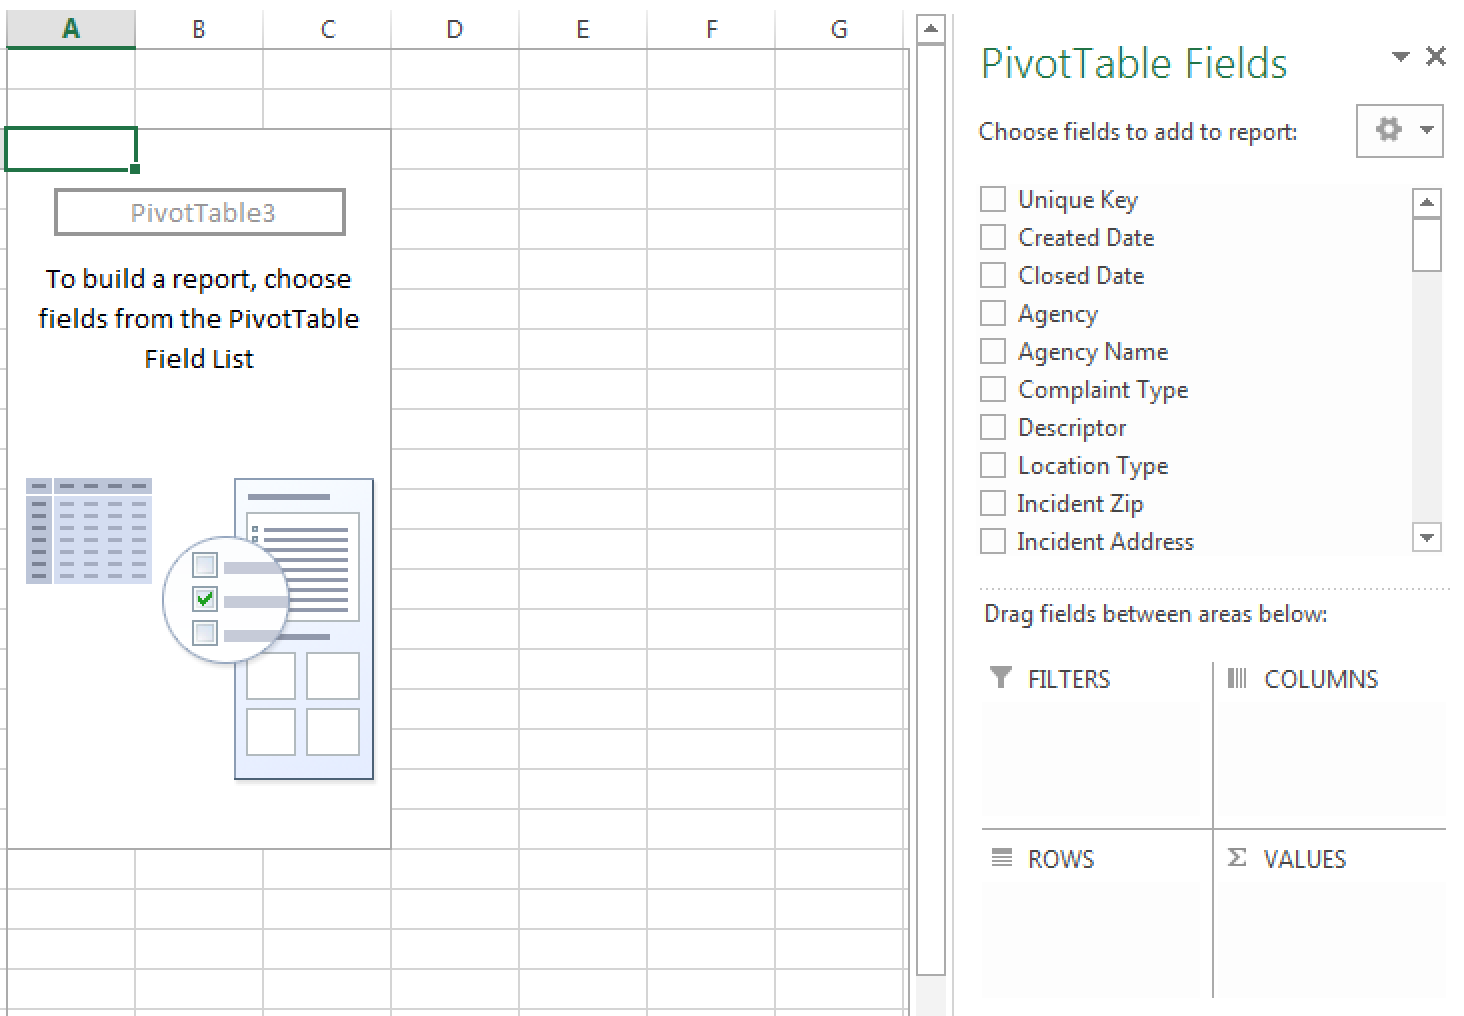 A B C D E F G
PivotTable3
To build a report, choose
fields from the PivotTable
Field List
PivotTable Fields
Choose fields to add to report:
Unique Key
Created Date
Closed Date
Agency
Agency Name
Complaint Type
Descriptor
Location Type
Incident Zip
Incident Address
Drag fields between areas below:
FILTERS
COLUMNS
ROWS
Σ VALUES